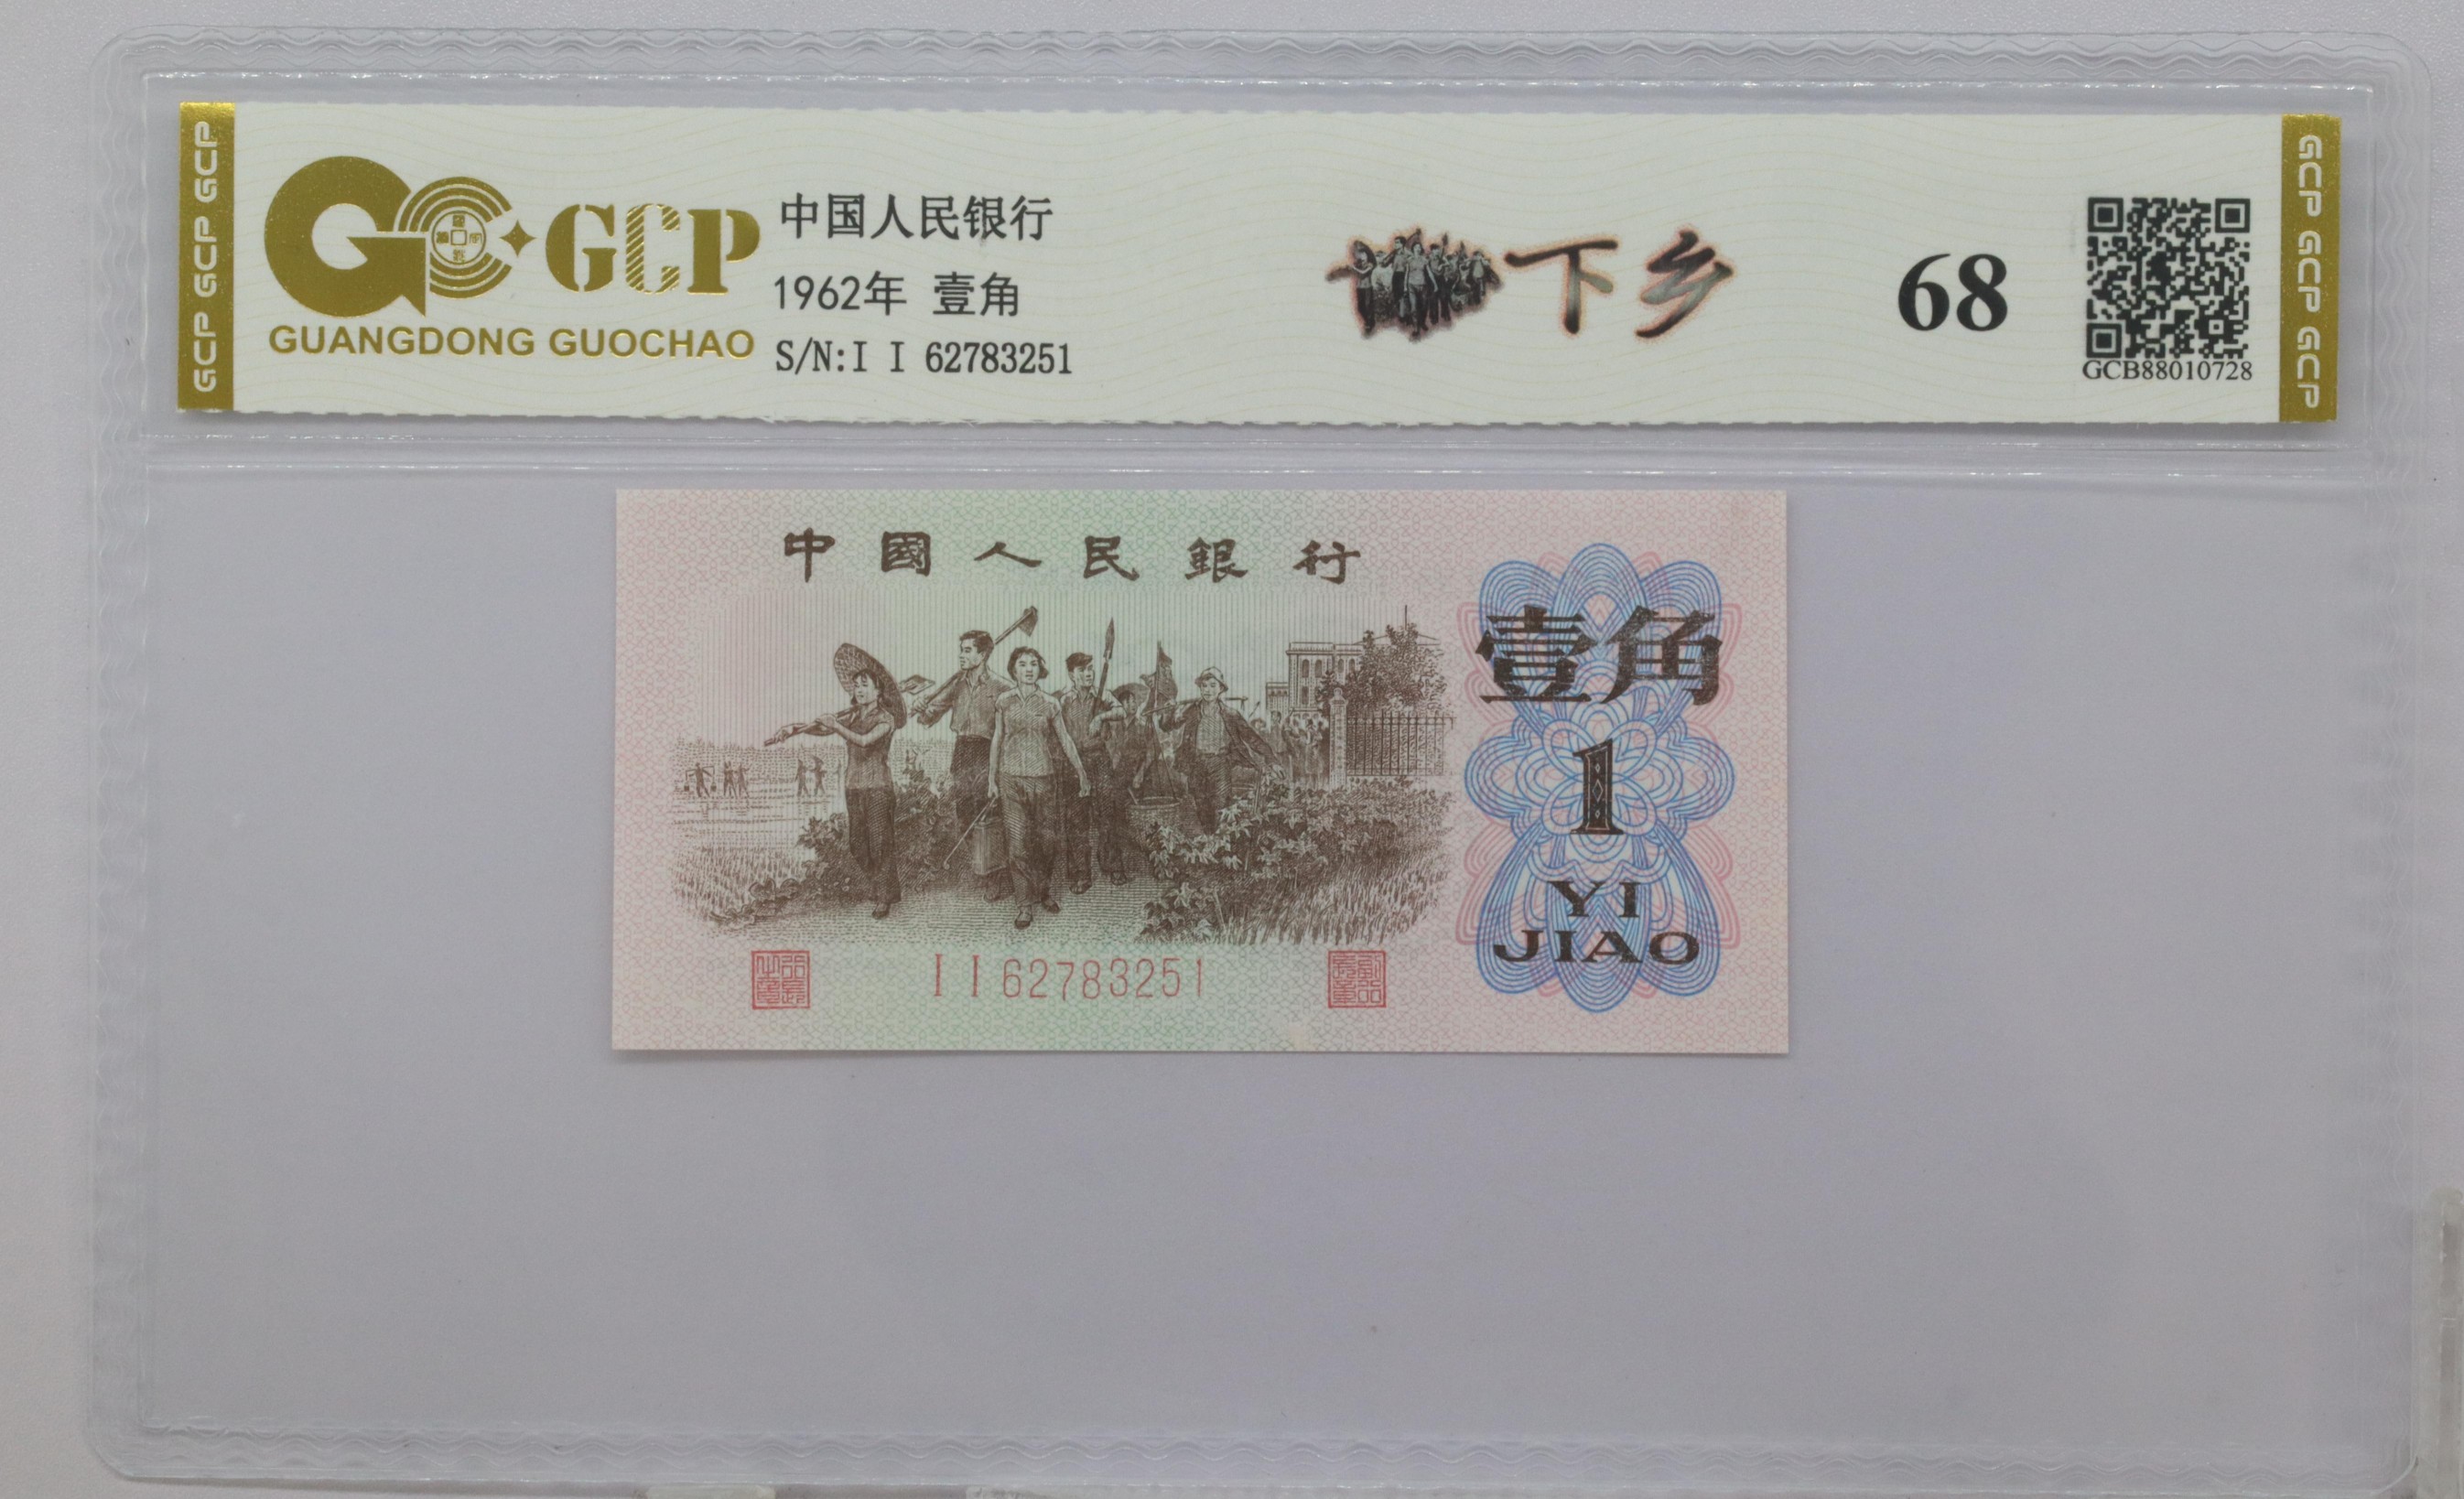 GCP GCP GCP
GCP
GUANGDONG GUOCHAO
中国人民银行
1962年 壹角
S/N:I I 62783251
下乡
68
GCB88010728
GCP GCP GCP
中國人民銀行
壹角
1
YI
JIAO
I I 62783251